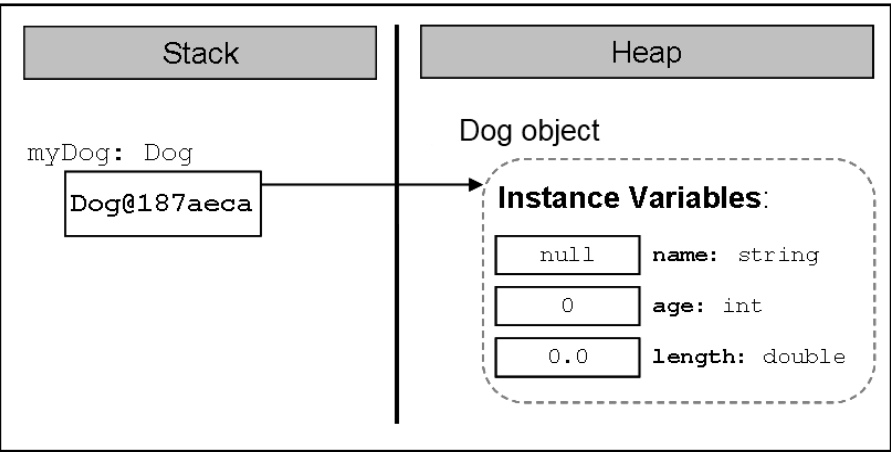 Stack
Heap
myDog: Dog
Dog@187aeca
Dog object
Instance Variables:
null name: string
0 age: int
0.0 length: double